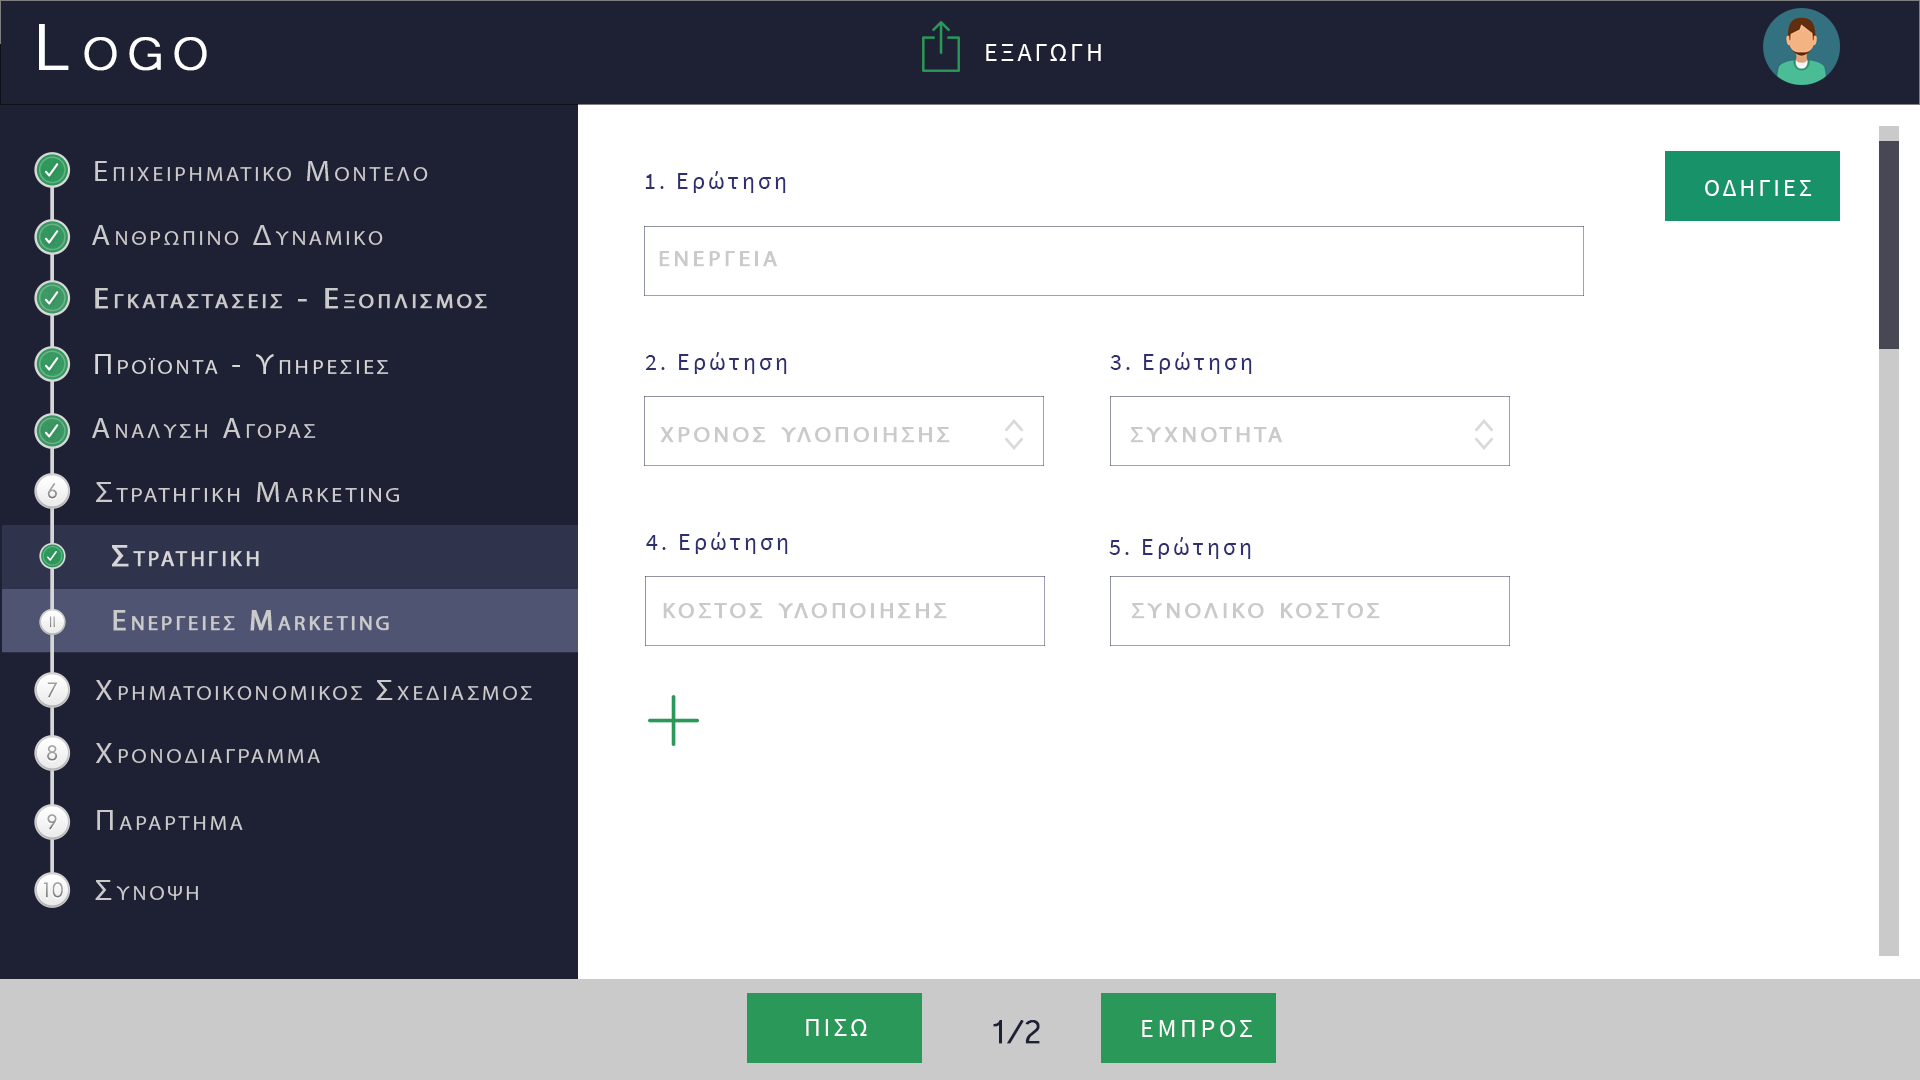 Logo
ΕΞΑΓΩΓΗ
Επιχειρηματικο Μοντελο
Ανθρωπινο Δυναμικο
Εγκαταστασεις - Εξοπλισμος
Προϊοντα - Υπηρεσιες
Αναλυση Αγορας
6 Στρατηγικη Marketing
Στρατηγικη
II Ενεργειες Marketing
7 Χρηματοικονομικος Σχεδιασμος
8 Χρονοδιαγραμμα
9 Παραρτημα
10 Συνοψη
1. Ερώτηση
ΟΔΗΓΙΕΣ
ΕΝΕΡΓΕΙΑ
2. Ερώτηση
3. Ερώτηση
ΧΡΟΝΟΣ ΥΛΟΠΟΙΗΣΗΣ
ΣΥΧΝΟΤΗΤΑ
4. Ερώτηση
5. Ερώτηση
ΚΟΣΤΟΣ ΥΛΟΠΟΙΗΣΗΣ
ΣΥΝΟΛΙΚΟ ΚΟΣΤΟΣ
ΠΙΣΩ
1/2
ΕΜΠΡΟΣ